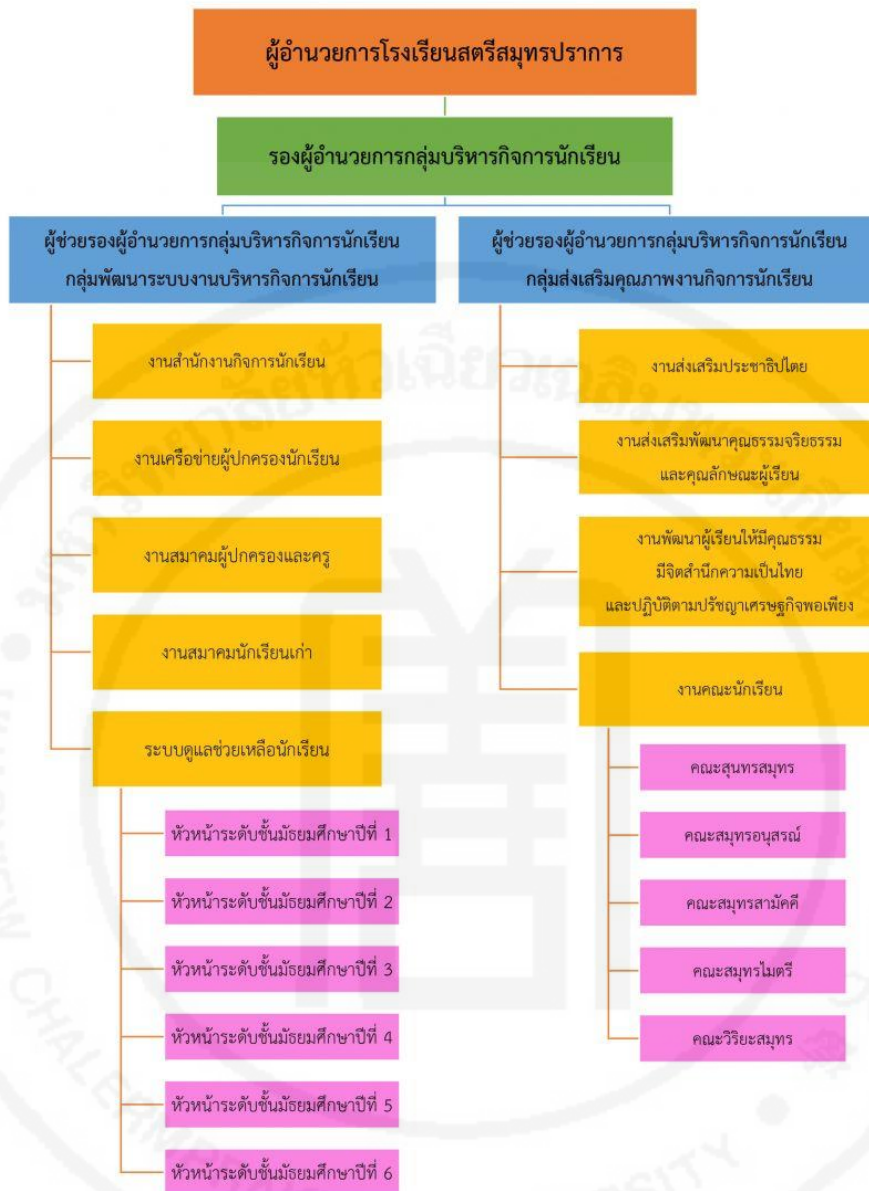 ผู้อำนวยการโรงเรียนสตรีสมุทรปราการ
รองผู้อำนวยการกลุ่มบริหารกิจการนักเรียน
ผู้ช่วยรองผู้อำนวยการกลุ่มบริหารกิจการนักเรียน
กลุ่มพัฒนาระบบงานบริหารกิจการนักเรียน
งานสำนักงานกิจการนักเรียน
งานเครือข่ายผู้ปกครองนักเรียน
งานสมาคมผู้ปกครองและครู
งานสมาคมนักเรียนเก่า
ระบบดูแลช่วยเหลือนักเรียน
หัวหน้าระดับชั้นมัธยมศึกษาปีที่ 1
หัวหน้าระดับชั้นมัธยมศึกษาปีที่ 2
หัวหน้าระดับชั้นมัธยมศึกษาปีที่ 3
หัวหน้าระดับชั้นมัธยมศึกษาปีที่ 4
หัวหน้าระดับชั้นมัธยมศึกษาปีที่ 5
หัวหน้าระดับชั้นมัธยมศึกษาปีที่ 6
ผู้ช่วยรองผู้อำนวยการกลุ่มบริหารกิจการนักเรียน
กลุ่มส่งเสริมคุณภาพงานกิจการนักเรียน
งานส่งเสริมประชาธิปไตย
งานส่งเสริมพัฒนาคุณธรรมจริยธรรม
และคุณลักษณะผู้เรียน
งานพัฒนาผู้เรียนให้มีคุณธรรม
มีจิตสำนึกความเป็นไทย
และปฏิบัติตามปรัชญาเศรษฐกิจพอเพียง
งานคณะนักเรียน
คณะสุนทรสมุทร
คณะสมุทรอนุสรณ์
คณะสมุทรสามัคคี
คณะสมุทรไมตรี
คณะวิริยะสมุทร